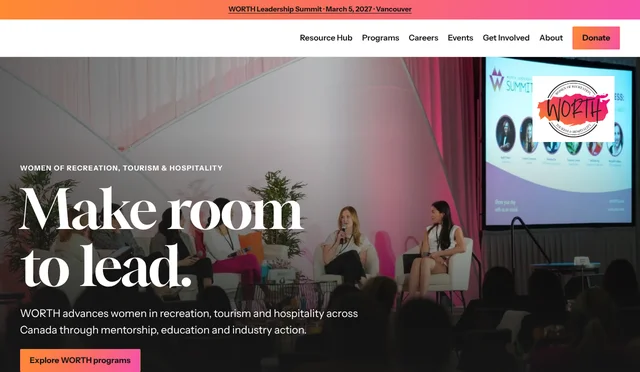 WORTH Leadership Summit · March 5, 2027 · Vancouver
Resource Hub Programs Careers Events Get Involved About Donate
SUMMIT
WORTH
WOMEN OF RECREATION, TOURISM & HOSPITALITY
Make room
to lead.
WORTH advances women in recreation, tourism and hospitality across
Canada through mentorship, education and industry action.
Explore WORTH programs